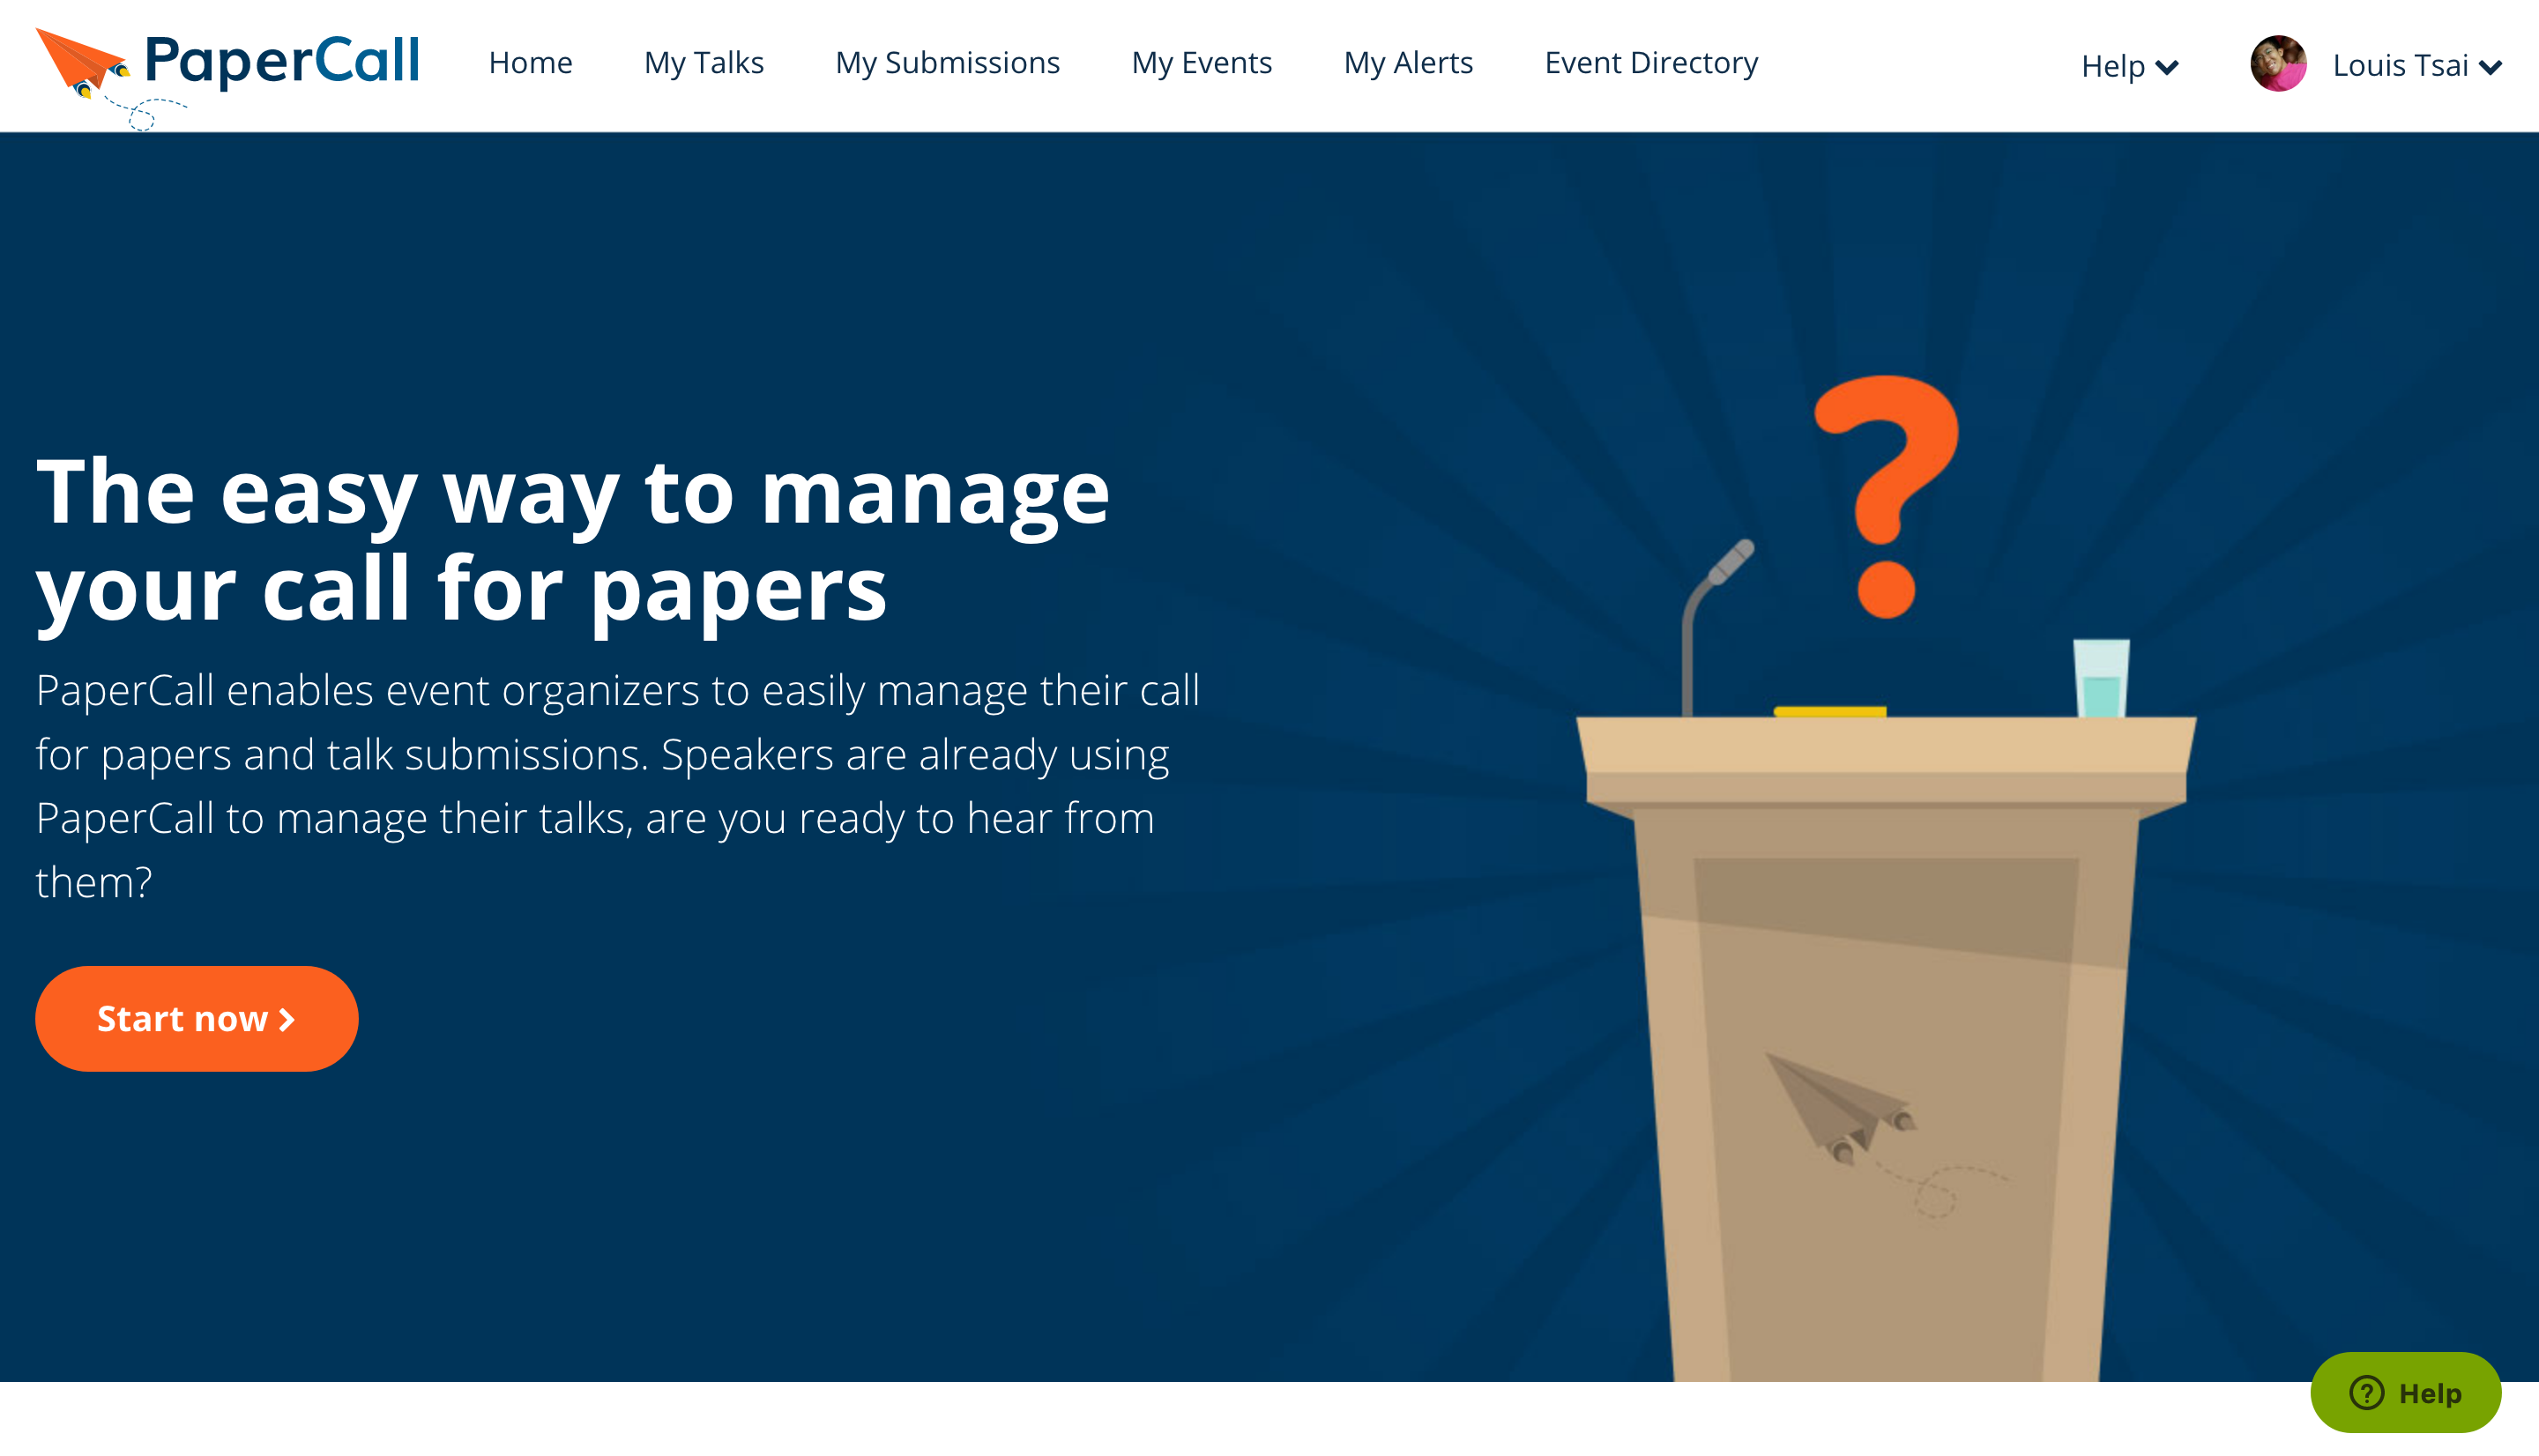 PaperCall
Home
My Talks
My Submissions
My Events
My Alerts
Event Directory
Help
Louis Tsai
The easy way to manage
your call for papers
PaperCall enables event organizers to easily manage their call
for papers and talk submissions. Speakers are already using
PaperCall to manage their talks, are you ready to hear from
them?
Start now
Help